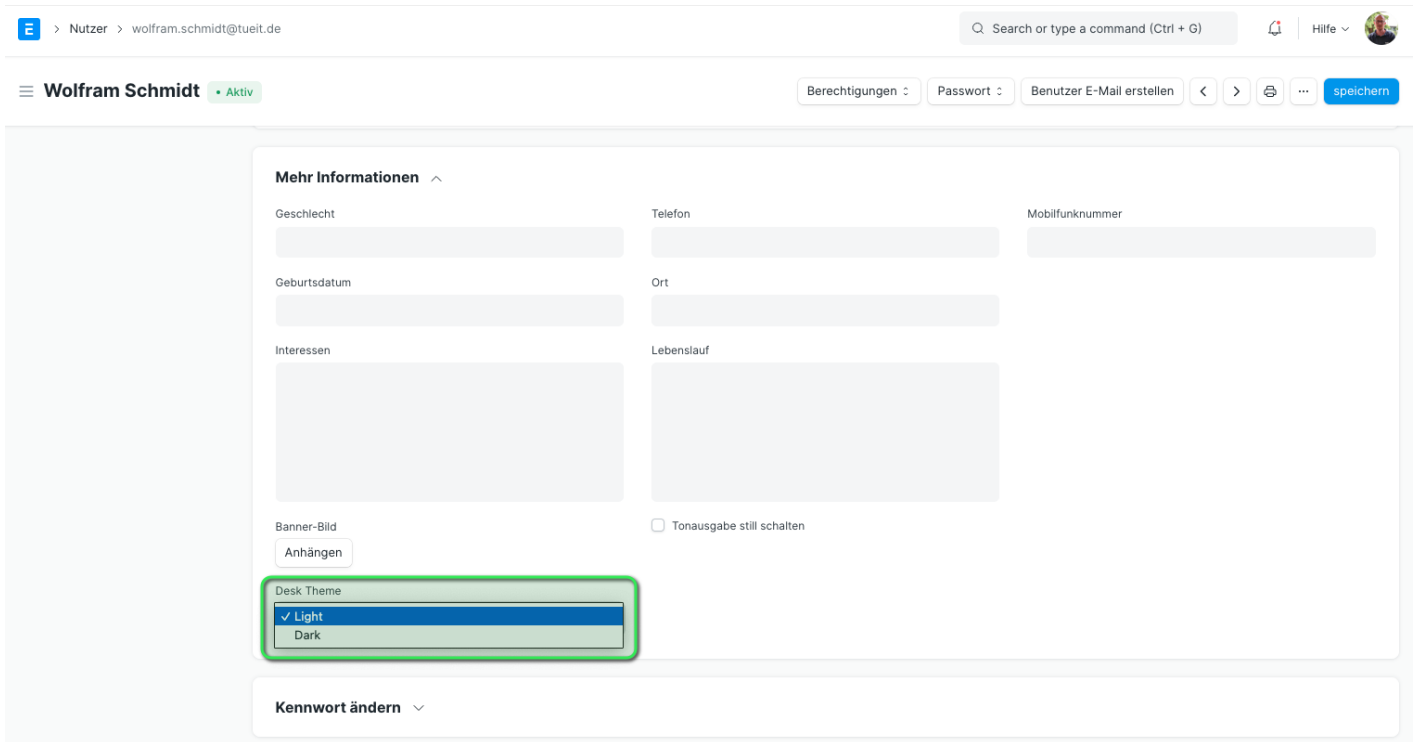 E > Nutzer > wolfram.schmidt@tueit.de Search or type a command (Ctrl + G) Hilfe
Wolfram Schmidt • Aktiv Berechtigungen Passwort Benutzer E-Mail erstellen < > ... speichern
Mehr Informationen
Geschlecht Telefon Mobilfunknummer
Geburtsdatum Ort
Interessen Lebenslauf
Banner-Bild Tonausgabe still schalten
Anhängen
Desk Theme
✓ Light
Dark
Kennwort ändern